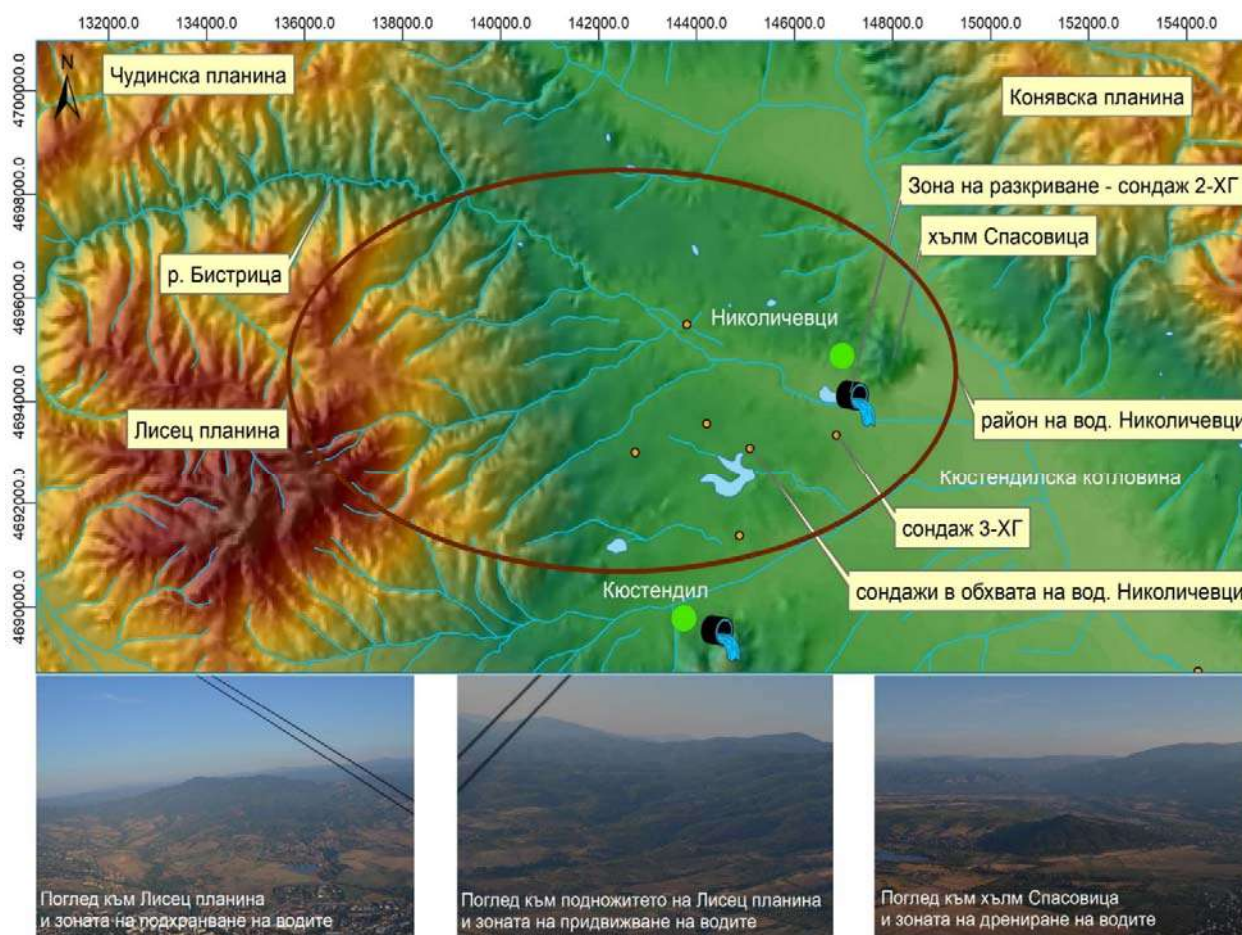 132000.0 134000.0 136000.0 138000.0 140000.0 142000.0 144000.0 146000.0 148000.0 150000.0 152000.0 154000.0
4700000.0
4698000.0
4696000.0
4694000.0
4692000.0
4690000.0
N
Чудинска планина
Конявска планина
Зона на разкриване - сондаж 2-ХГ
хълм Спасовица
р. Бистрица
Николичевци
Лисец планина
район на вод. Николичевци
Кюстендилска котловина
сондаж 3-ХГ
Кюстендил
сондажи в обхвата на вод. Николичевци
Поглед към Лисец планина
и зоната на подхранване на водите
Поглед към подножитето на Лисец планина
и зоната на придвижване на водите
Поглед към хълм Спасовица
и зоната на дрениране на водите